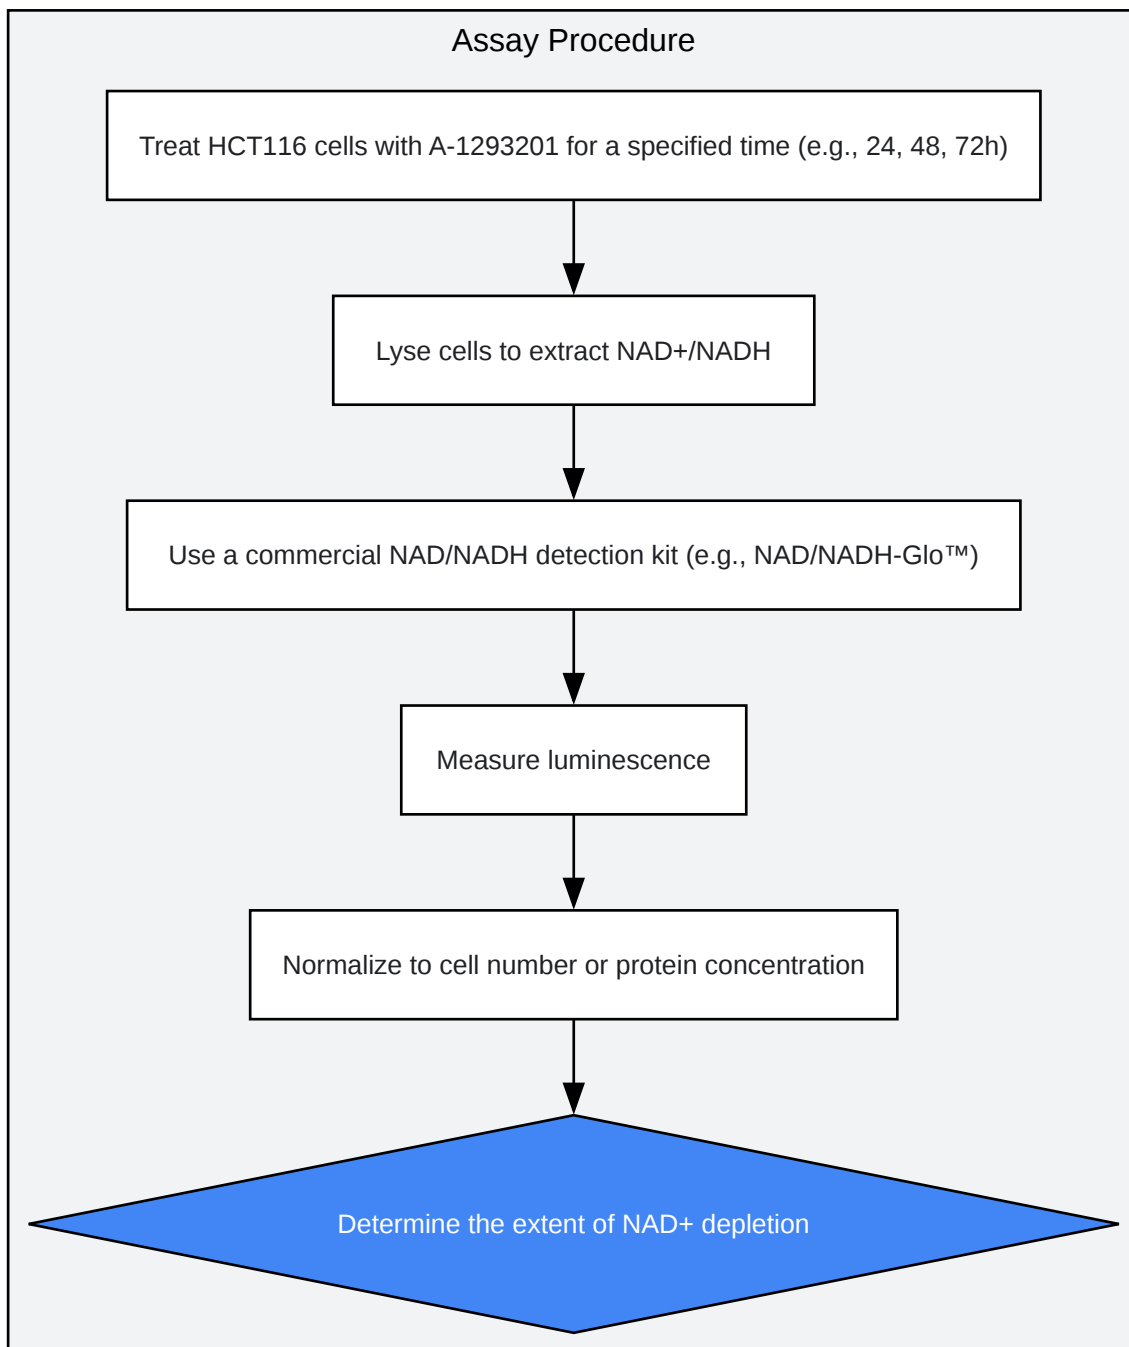 Assay Procedure
Treat HCT116 cells with A-1293201 for a specified time (e.g., 24, 48, 72h)
Lyse cells to extract NAD+/NADH
Use a commercial NAD/NADH detection kit (e.g., NAD/NADH-Glo™)
Measure luminescence
Normalize to cell number or protein concentration
Determine the extent of NAD+ depletion